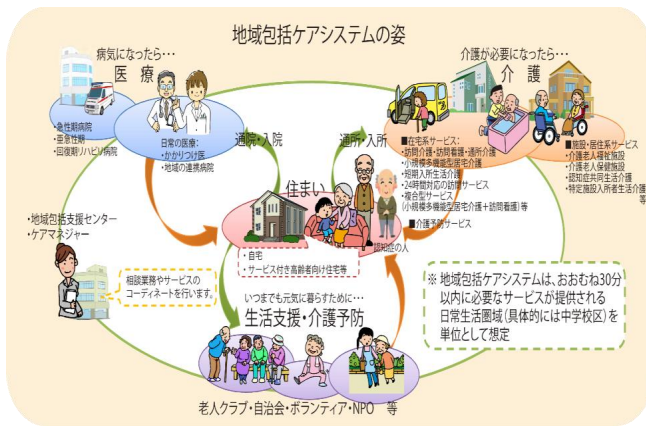 地域包括ケアシステムの姿
病気になったら･･･
医　療
・急性期病院
・亜急性期
・回復期リハビリ病院
日常の医療：
・かかりつけ医
・地域の連携病院
通院・入院
通所・入所
介護が必要になったら･･･
介　護
■在宅系サービス：
・訪問介護・訪問看護・通所介護
・小規模多機能型居宅介護
・短期入所生活介護
・24時間対応の訪問サービス
・複合型サービス
（小規模多機能型居宅介護＋訪問看護）等
■介護予防サービス
■施設・居住系サービス
・介護老人福祉施設
・介護老人保健施設
・認知症共同生活介護
・特定施設入所者生活介護
等
住まい
認知症の人
・自宅
・サービス付き高齢者向け住宅等
・地域包括支援センター
・ケアマネジャー
相談業務やサービスの
コーディネートを行います。
いつまでも元気に暮らすために･･･
生活支援・介護予防
老人クラブ・自治会・ボランティア・NPO　等
※ 地域包括ケアシステムは、おおむね30分
以内に必要なサービスが提供される
日常生活圏域（具体的には中学校区）を
単位として想定